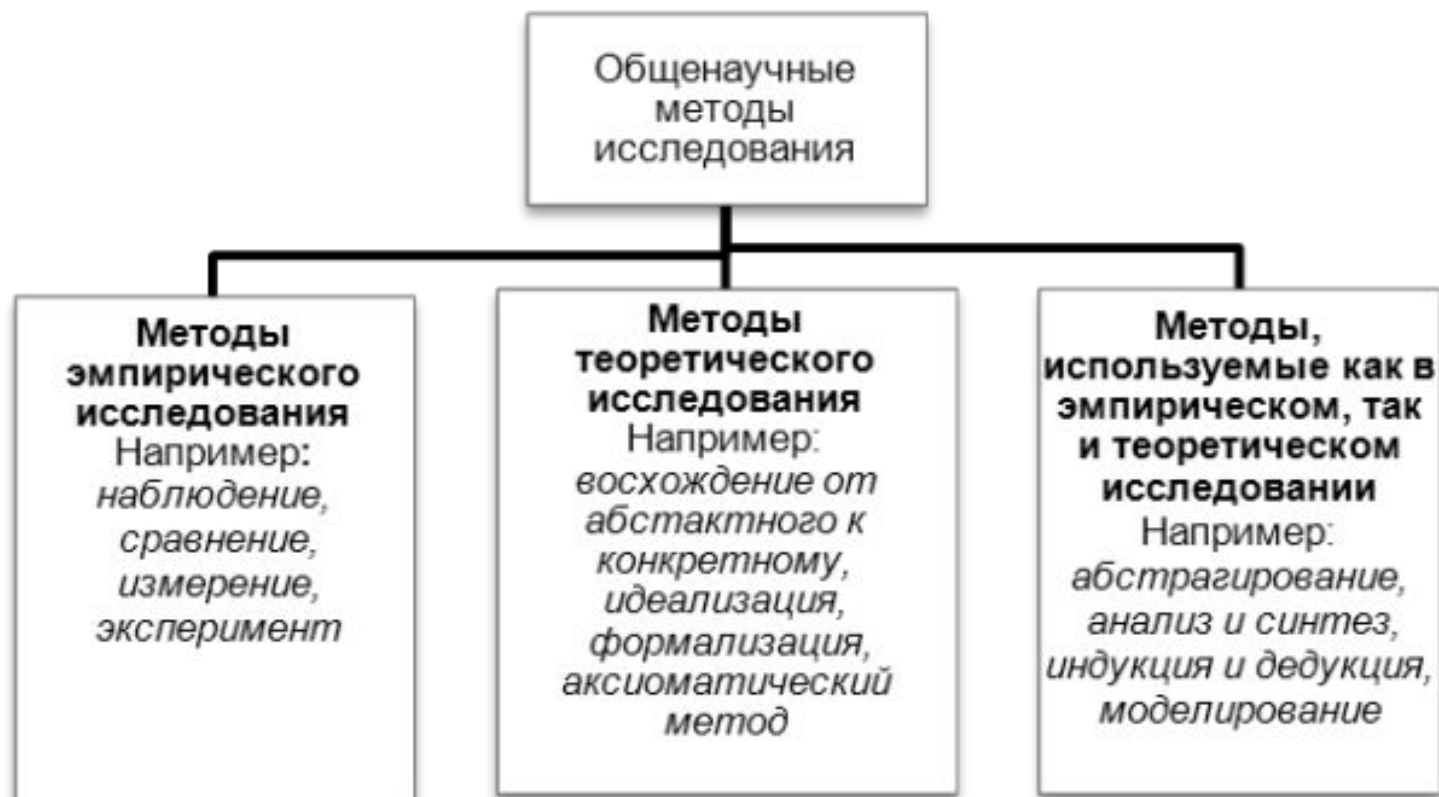 Общенаучные
методы
исследования
Методы
эмпирического
исследования
Например:
наблюдение,
сравнение,
измерение,
эксперимент
Методы
теоретического
исследования
Например:
восхождение от
абстактного к
конкретному,
идеализация,
формализация,
аксиоматический
метод
Методы,
используемые как в
эмпирическом, так
и теоретическом
исследовании
Например:
абстрагирование,
анализ и синтез,
индукция и дедукция,
моделирование